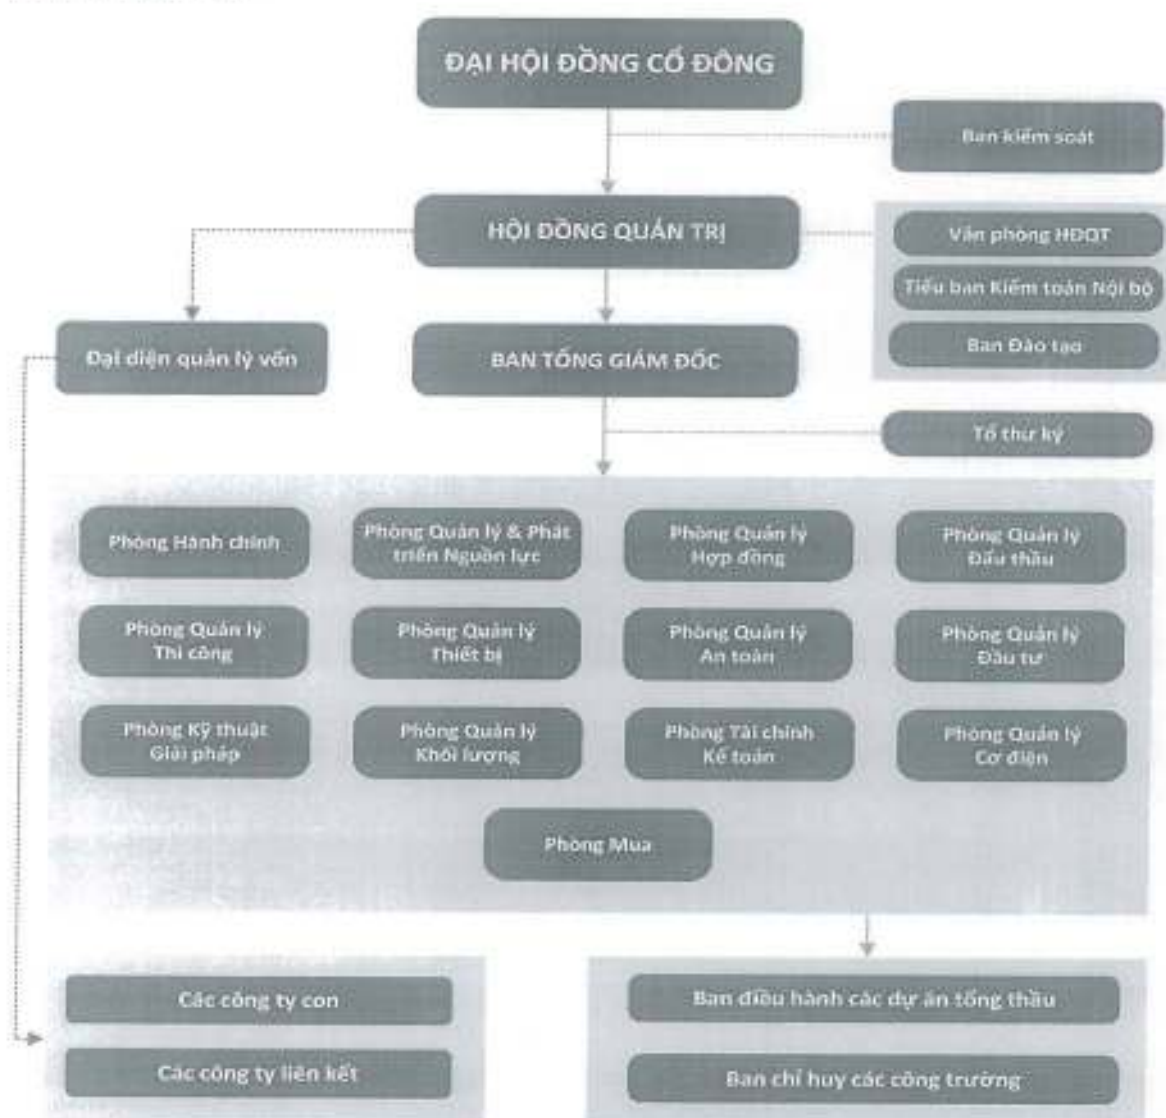 ĐẠI HỘI ĐỒNG CỔ ĐÔNG
Ban kiểm soát
HỘI ĐỒNG QUẢN TRỊ
Văn phòng HĐQT
Tiểu ban Kiểm toán Nội bộ
Ban Đào tạo
Đại diện quản lý vốn
BAN TỔNG GIÁM ĐỐC
Tổ thư ký
Phòng Hành chính
Phòng Quản lý & Phát
triển Nguồn lực
Phòng Quản lý
Hợp đồng
Phòng Quản lý
Đấu thầu
Phòng Quản lý
Thi công
Phòng Quản lý
Thiết bị
Phòng Quản lý
An toàn
Phòng Quản lý
Đầu tư
Phòng Kỹ thuật
Giải pháp
Phòng Quản lý
Khối lượng
Phòng Tài chính
Kế toán
Phòng Quản lý
Cơ điện
Phòng Mua
Các công ty con
Các công ty liên kết
Ban điều hành các dự án tổng thầu
Ban chỉ huy các công trường